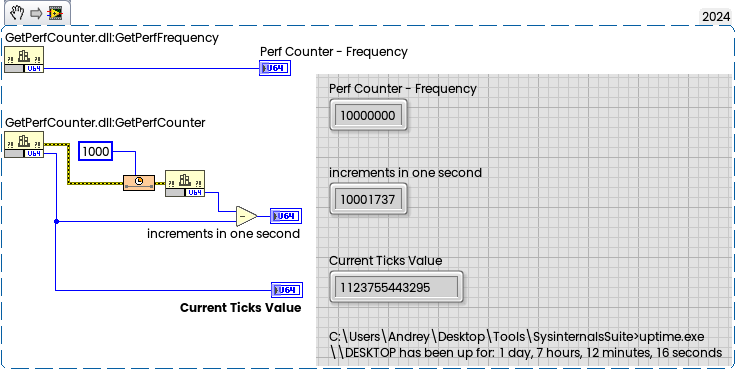 2024
GetPerfCounter.dll:GetPerfFrequency
U64
Perf Counter - Frequency
U64
GetPerfCounter.dll:GetPerfCounter
U64
1000
U64
U64
increments in one second
U64
Current Ticks Value
Perf Counter - Frequency
10000000
increments in one second
10001737
Current Ticks Value
1123755443295
C:\Users\Andrey\Desktop\Tools\SysinternalsSuite>uptime.exe
\\DESKTOP has been up for: 1 day, 7 hours, 12 minutes, 16 seconds